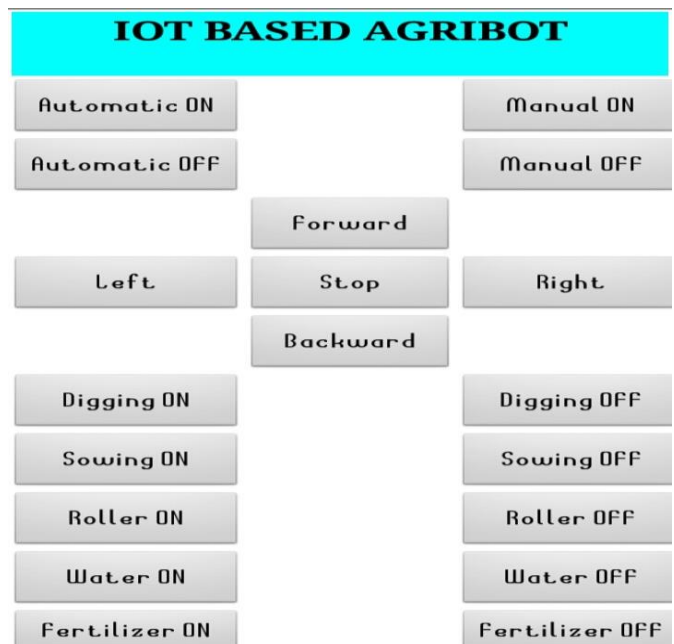 IOT BASED AGRIBOT
Automatic ON Manual ON
Automatic OFF Manual OFF
Forward
Left Stop Right
Backward
Digging ON Digging OFF
Sowing ON Sowing OFF
Roller ON Roller OFF
Water ON Water OFF
Fertilizer ON Fertilizer OFF